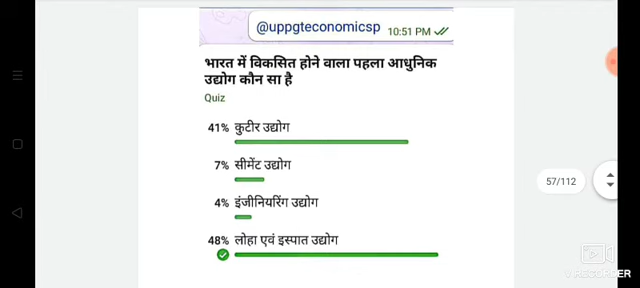 @uppgteconomicsp 10:51 PM
भारत में विकसित होने वाला पहला आधुनिक
उद्योग कौन सा है
Quiz
41% कुटीर उद्योग
7% सीमेंट उद्योग
4% इंजीनियरिंग उद्योग
57/112
48% लोहा एवं इस्पात उद्योग
RECORDER